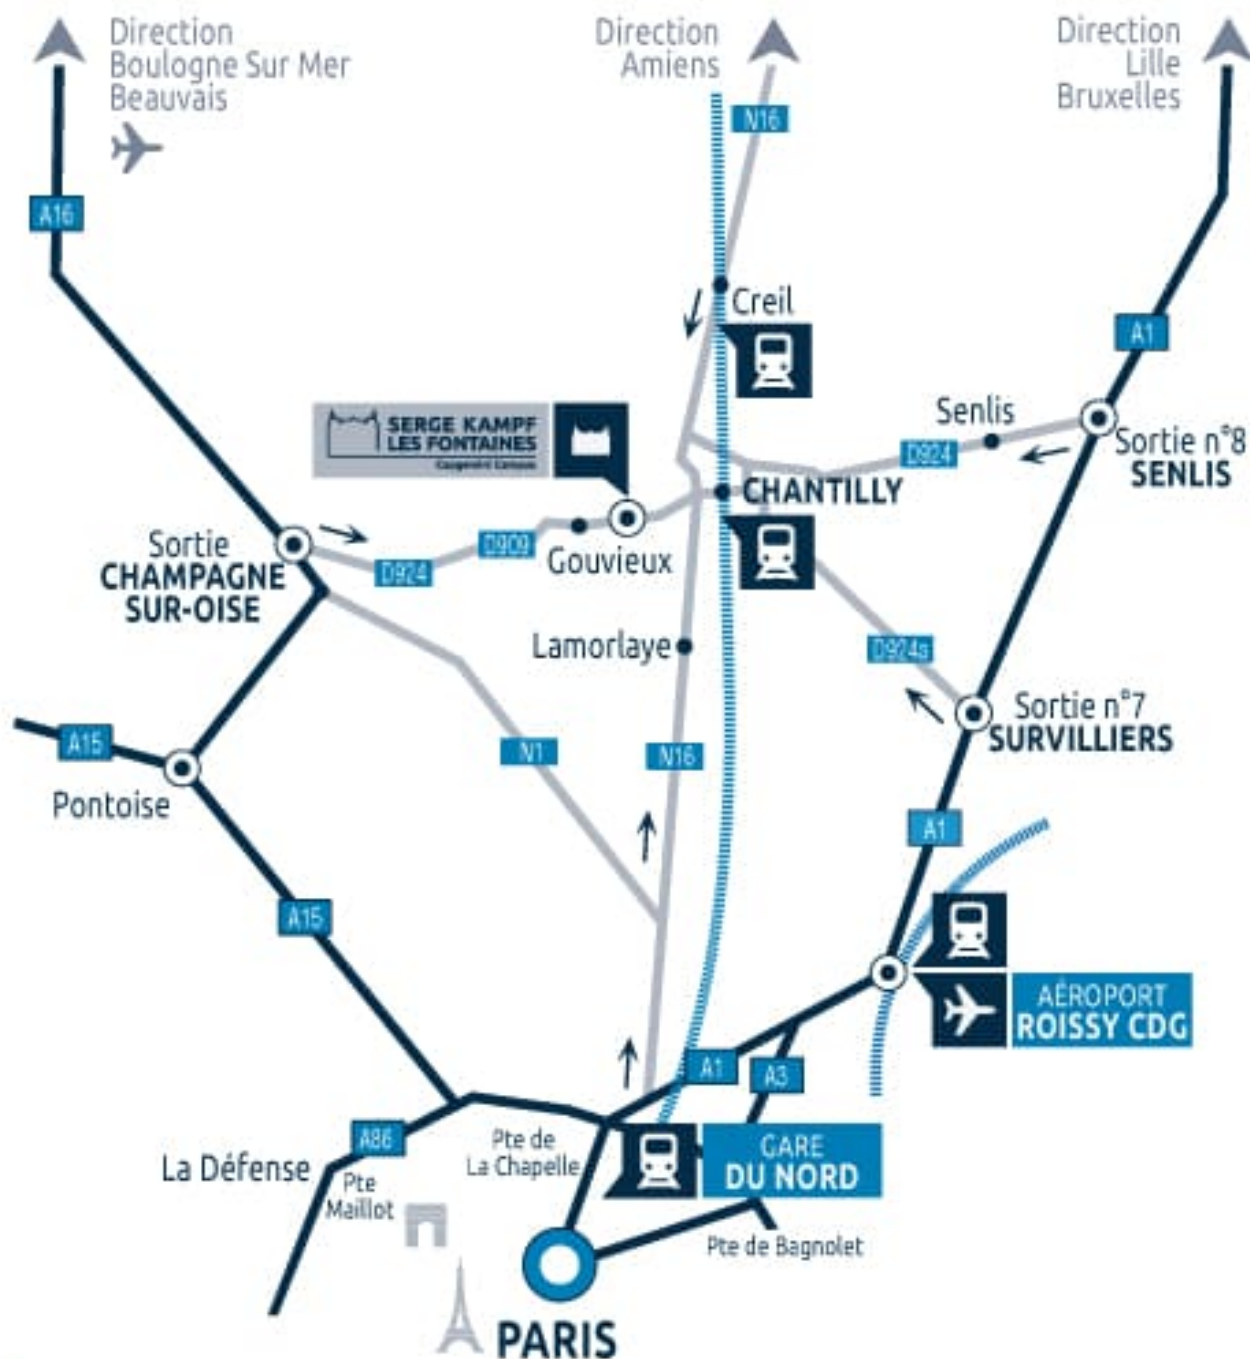 Direction
Boulogne Sur Mer
Beauvais
Direction
Amiens
Direction
Lille
Bruxelles
N16
A16
Creil
A1
SERGE KAMPF
LES FONTAINES
Capgemini Campus
Senlis
D924
Sortie n°8
SENLIS
CHANTILLY
Sortie
CHAMPAGNE
SUR-OISE
D909
D924
Gouvieux
Lamorlaye
D924a
Sortie n°7
SURVILLIERS
A15
Pontoise
N1
N16
A1
A15
AÉROPORT
ROISSY CDG
A1
A3
A86
La Défense
Pte
Maillot
Pte de
La Chapelle
GARE
DU NORD
Pte de Bagnolet
PARIS